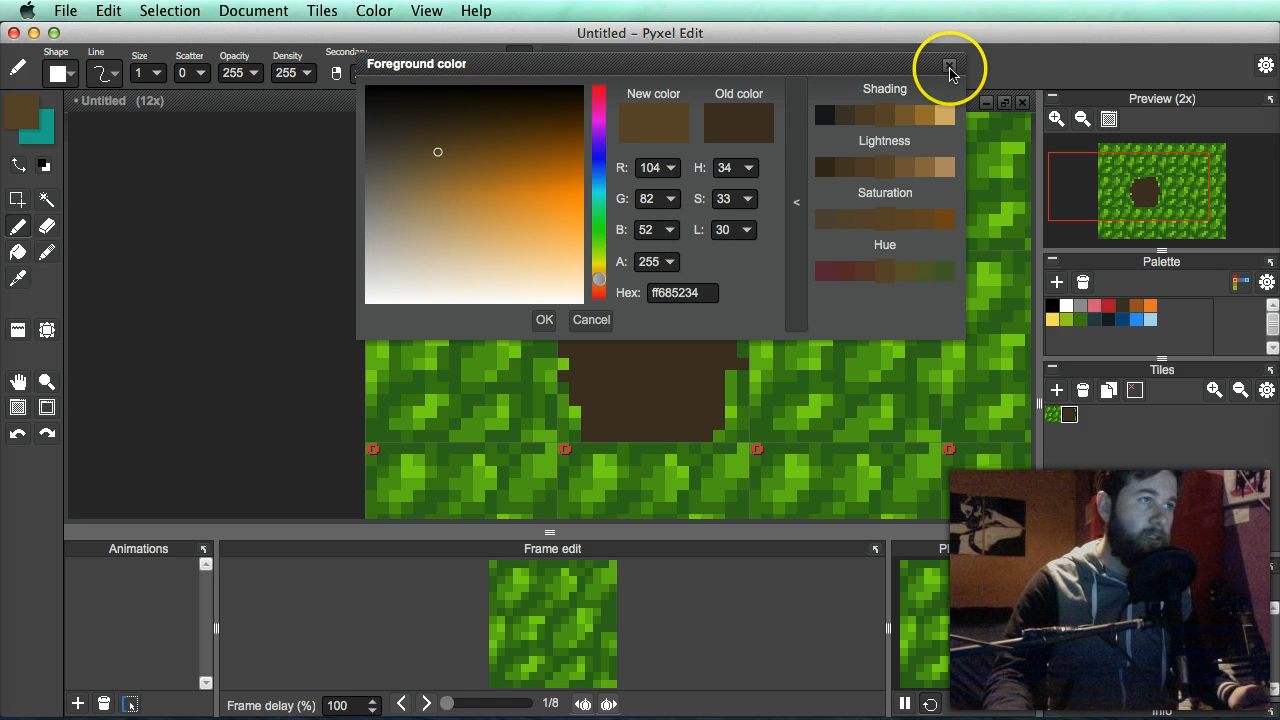 File Edit Selection Document Tiles Color View Help
Untitled – Pyxel Edit
Shape Line Size Scatter Opacity Density
1 0 255 255
Foreground color
• Untitled (12x)
New color Old color
R: 104 H: 34
G: 82 S: 33
B: 52 L: 30
A: 255
Hex: ff685234
OK Cancel
<
Shading
Lightness
Saturation
Hue
Preview (2x)
Palette
Tiles
Animations
Frame edit
Frame delay (%) 100
1/8
Info